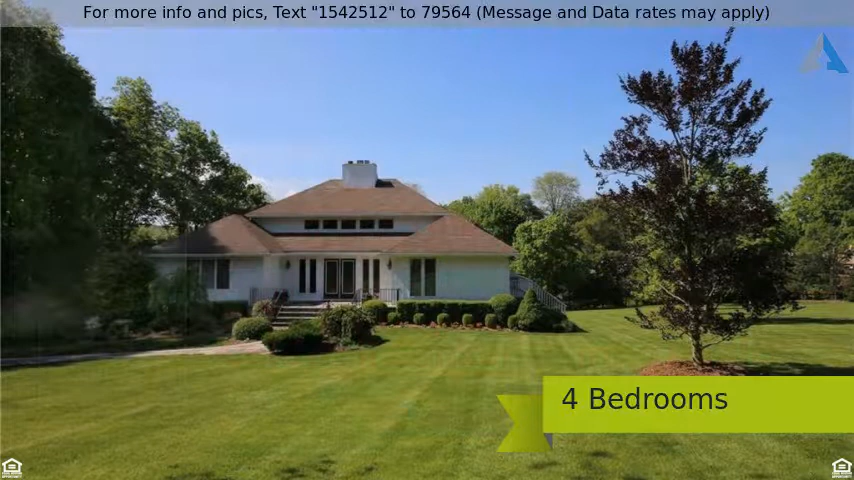 For more info and pics, Text "1542512" to 79564 (Message and Data rates may apply)
4 Bedrooms